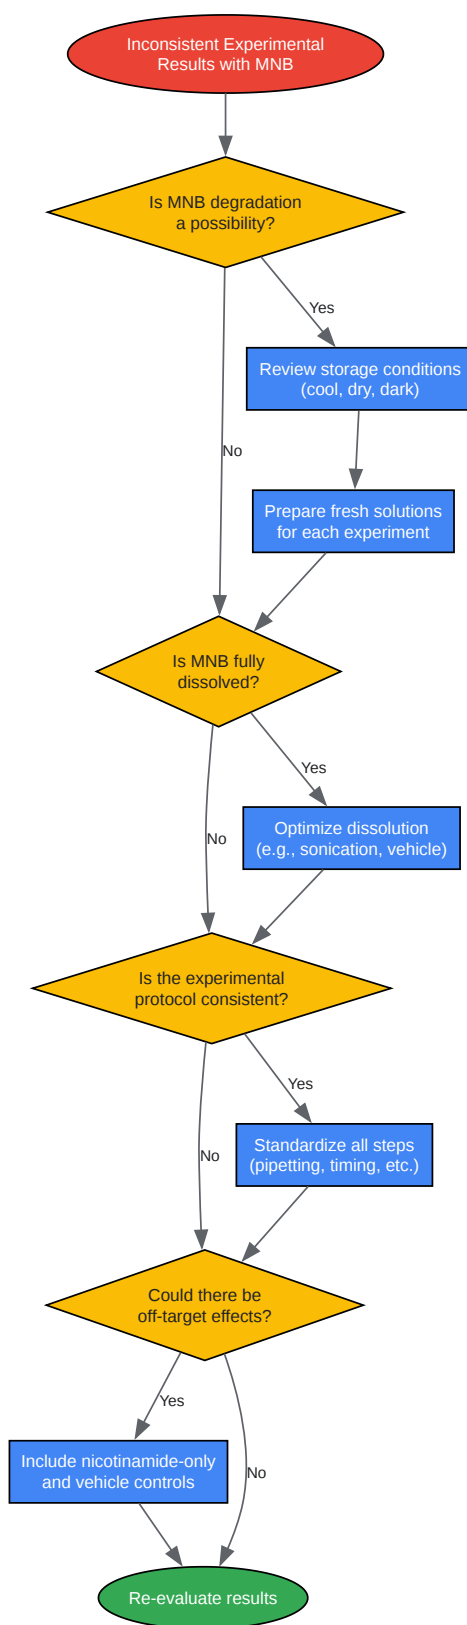 Inconsistent Experimental
Results with MNB
Is MNB degradation
a possibility?
Yes
Review storage conditions
(cool, dry, dark)
No
Prepare fresh solutions
for each experiment
Is MNB fully
dissolved?
Yes
Optimize dissolution
(e.g., sonication, vehicle)
No
Is the experimental
protocol consistent?
Yes
Standardize all steps
(pipetting, timing, etc.)
No
Could there be
off-target effects?
Yes
Include nicotinamide-only
and vehicle controls
No
Re-evaluate results